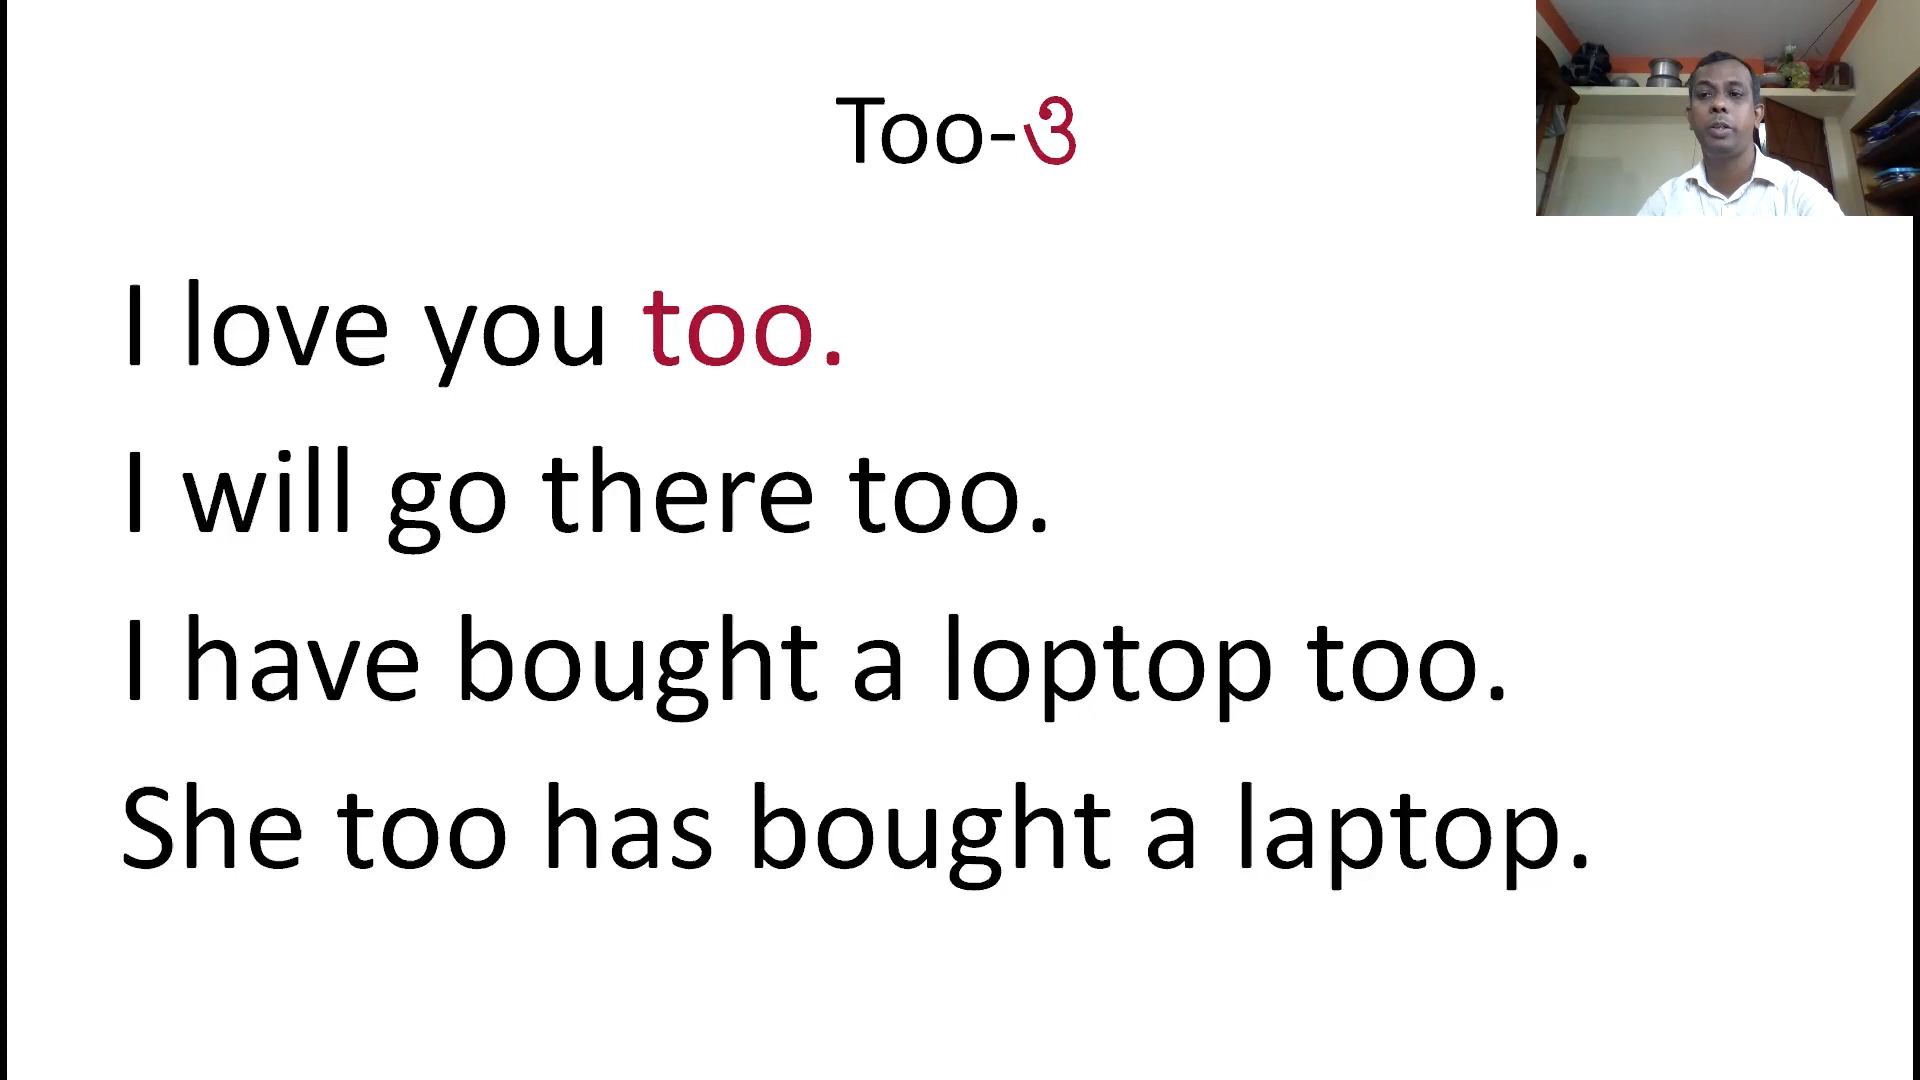 Too-ও
I love you too.
I will go there too.
I have bought a loptop too.
She too has bought a laptop.